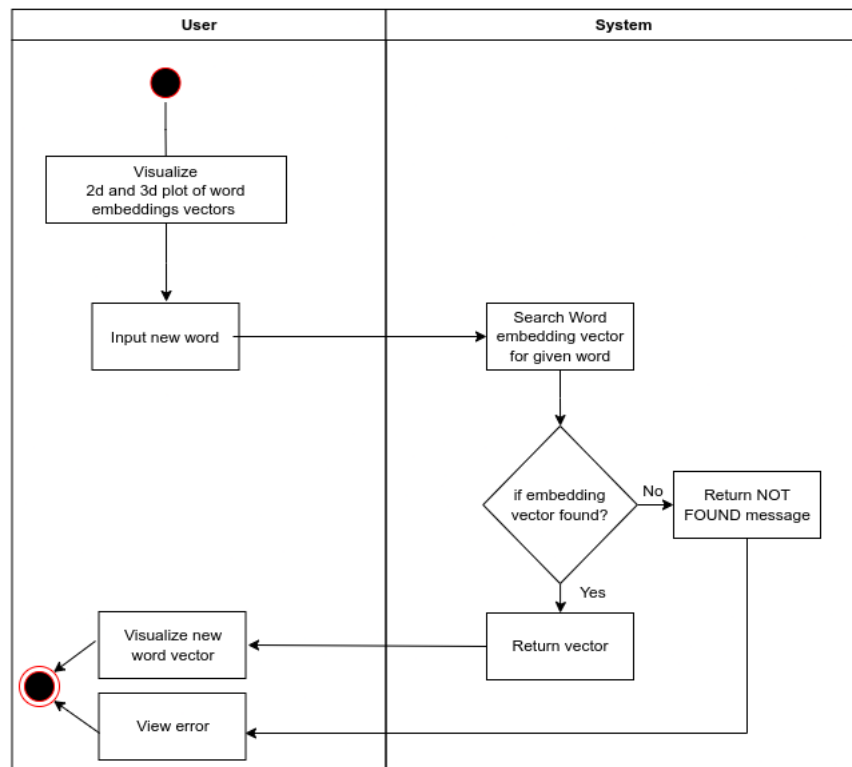 User
System
Visualize
2d and 3d plot of word
embeddings vectors
Input new word
Search Word
embedding vector
for given word
if embedding
vector found?
No
Return NOT
FOUND message
Yes
Visualize new
word vector
Return vector
View error